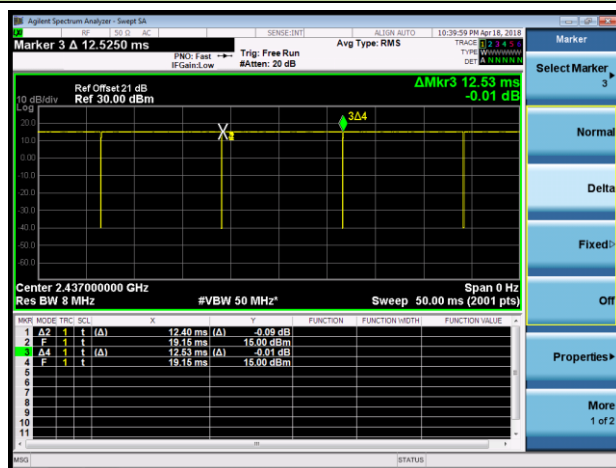 Agilent Spectrum Analyzer - Swept SA
RF 50 Ω AC SENSE:INT ALIGN AUTO 10:39:59 PM Apr 18, 2018
Marker 3 Δ 12.5250 ms
PNO: Fast
IFGain:Low
Trig: Free Run
#Atten: 20 dB
Avg Type: RMS
TRACE 1 2 3 4 5 6
TYPE WWWWWW
DET A N N N N N
Ref Offset 21 dB
10 dB/div Ref 30.00 dBm
Log
ΔMkr3 12.53 ms
-0.01 dB
20.0
10.0
0.00
-10.0
-20.0
-30.0
-40.0
-50.0
-60.0
3Δ4
Center 2.437000000 GHz Span 0 Hz
Res BW 8 MHz #VBW 50 MHz* Sweep 50.00 ms (2001 pts)
MKR MODE TRC SCL X Y FUNCTION FUNCTION WIDTH FUNCTION VALUE
1 Δ2 1 t (Δ) 12.40 ms (Δ) -0.09 dB
2 F 1 t 19.15 ms 15.00 dBm
3 Δ4 1 t (Δ) 12.53 ms (Δ) -0.01 dB
4 F 1 t 19.15 ms 15.00 dBm
5
6
7
8
9
10
11
MSG STATUS
Marker
Select Marker
3
Normal
Delta
Fixed
Off
Properties
More
1 of 2